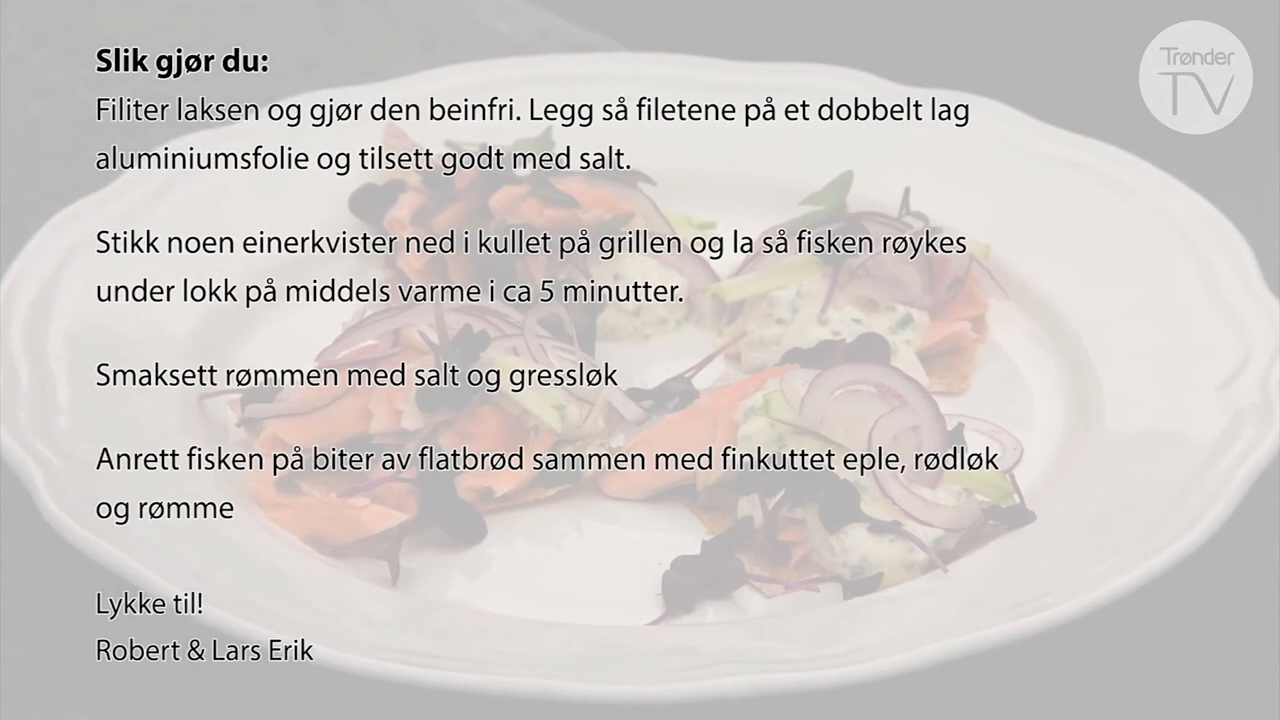 Slik gjør du:
Filiter laksen og gjør den beinfri. Legg så filetene på et dobbelt lag
aluminiumsfolie og tilsett godt med salt.
Stikk noen einerkvister ned i kullet på grillen og la så fisken røykes
under lokk på middels varme i ca 5 minutter.
Smaksett rømmen med salt og gressløk
Anrett fisken på biter av flatbrød sammen med finkuttet eple, rødløk
og rømme
Lykke til!
Robert & Lars Erik
Trønder
TV